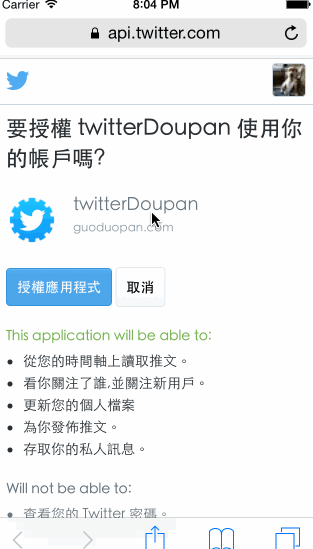 Carrier 8:04 PM
api.twitter.com
要授權 twitterDoupan 使用你
的帳戶嗎?
twitterDoupan
guoduopan.com
授權應用程式 取消
This application will be able to:
從您的時間軸上讀取推文。
看你關注了誰,並關注新用戶。
更新您的個人檔案
為你發佈推文。
存取你的私人訊息。
Will not be able to:
查看您的 Twitter 密碼。